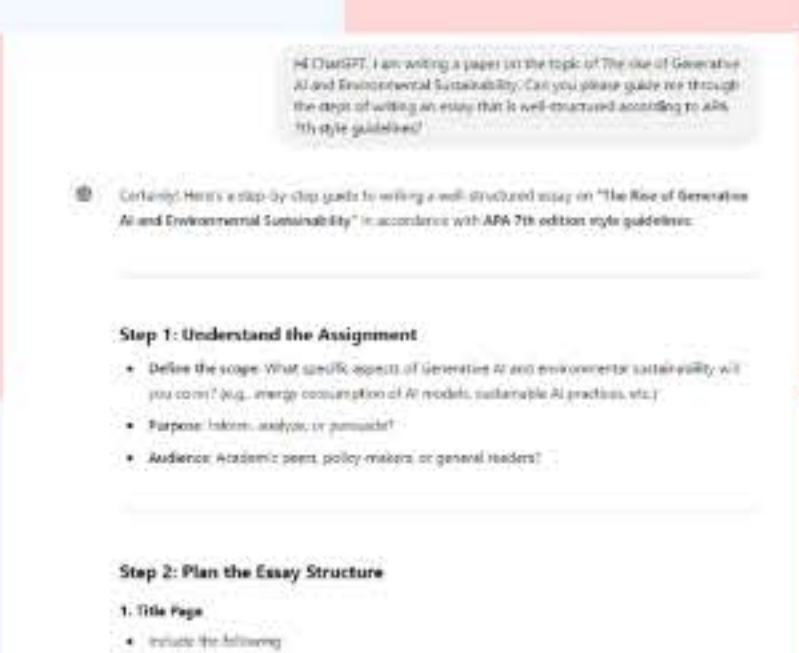 Hi ChatGPT, I am writing a paper on the topic of The rise of Generative
AI and Environmental Sustainability. Can you please guide me through
the steps of writing an essay that is well-structured according to APA
7th style guidelines?
Certainly! Here's a step-by-step guide to writing a well-structured essay on "The Rise of Generative
AI and Environmental Sustainability" in accordance with APA 7th edition style guidelines:
Step 1: Understand the Assignment
• Define the scope: What specific aspects of Generative AI and environmental sustainability will
you cover? (e.g., energy consumption of AI models, sustainable AI practices, etc.)
• Purpose: Inform, analyze, or persuade?
• Audience: Academic peers, policy-makers, or general readers?
Step 2: Plan the Essay Structure
1. Title Page
• Include the following: